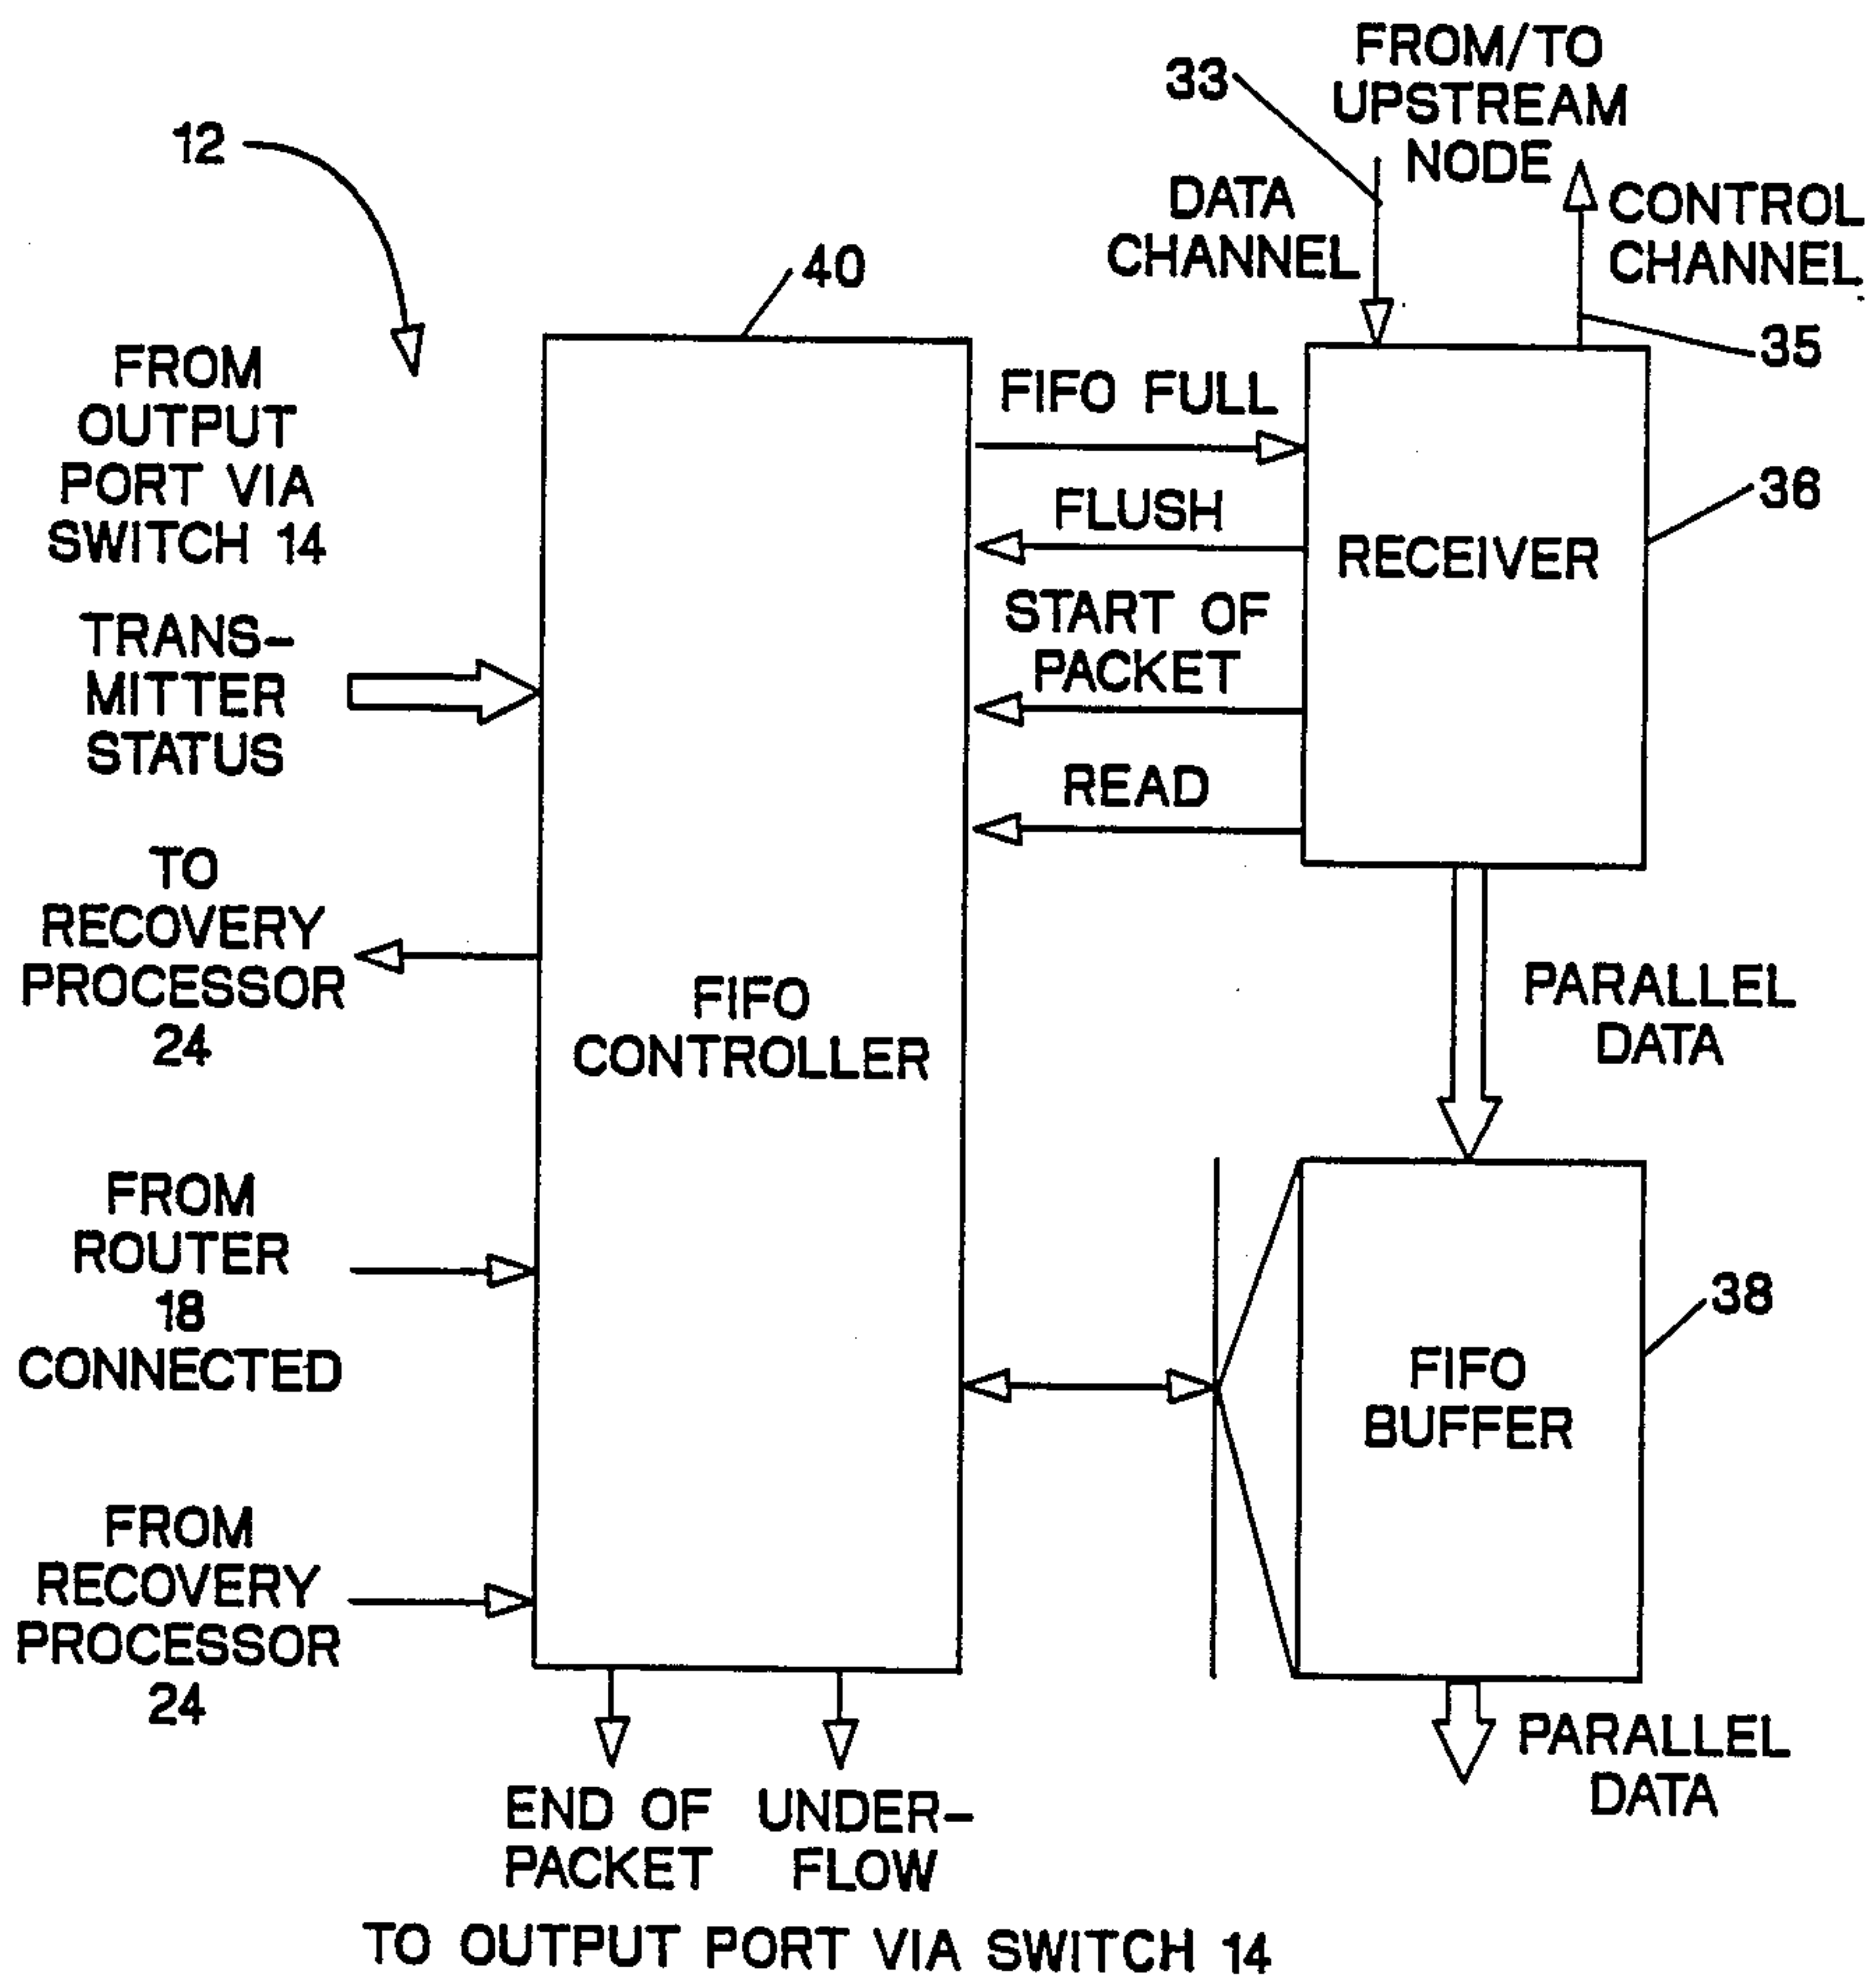 33
FROM/TO
UPSTREAM
NODE
12
DATA
CHANNEL
CONTROL
CHANNEL
40
35
FROM
OUTPUT
PORT VIA
SWITCH 14
FIFO FULL
FLUSH
36
RECEIVER
TRANS-
MITTER
STATUS
START OF
PACKET
READ
TO
RECOVERY
PROCESSOR
24
FIFO
CONTROLLER
PARALLEL
DATA
FROM
ROUTER
18
CONNECTED
38
FIFO
BUFFER
FROM
RECOVERY
PROCESSOR
24
PARALLEL
DATA
END OF
PACKET
UNDER-
FLOW
TO OUTPUT PORT VIA SWITCH 14